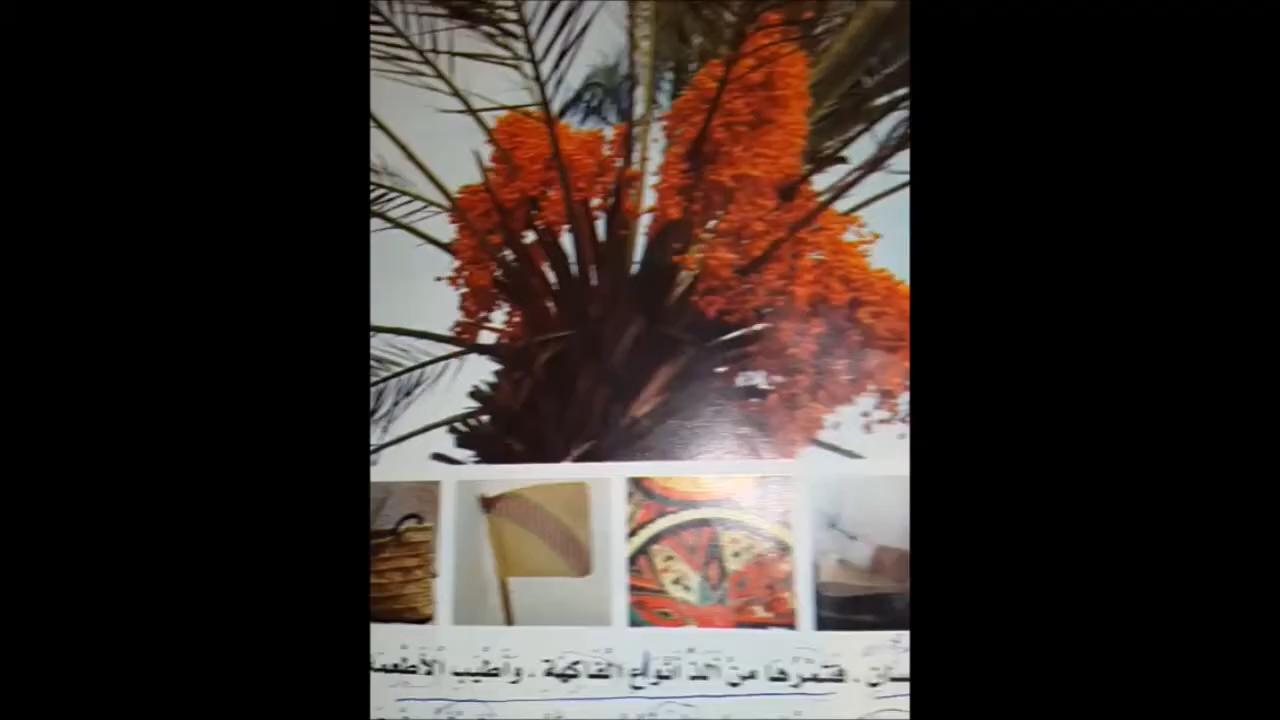 فتمرها من ألذ أنواع الفاكهة . وأطيب الأطعمة